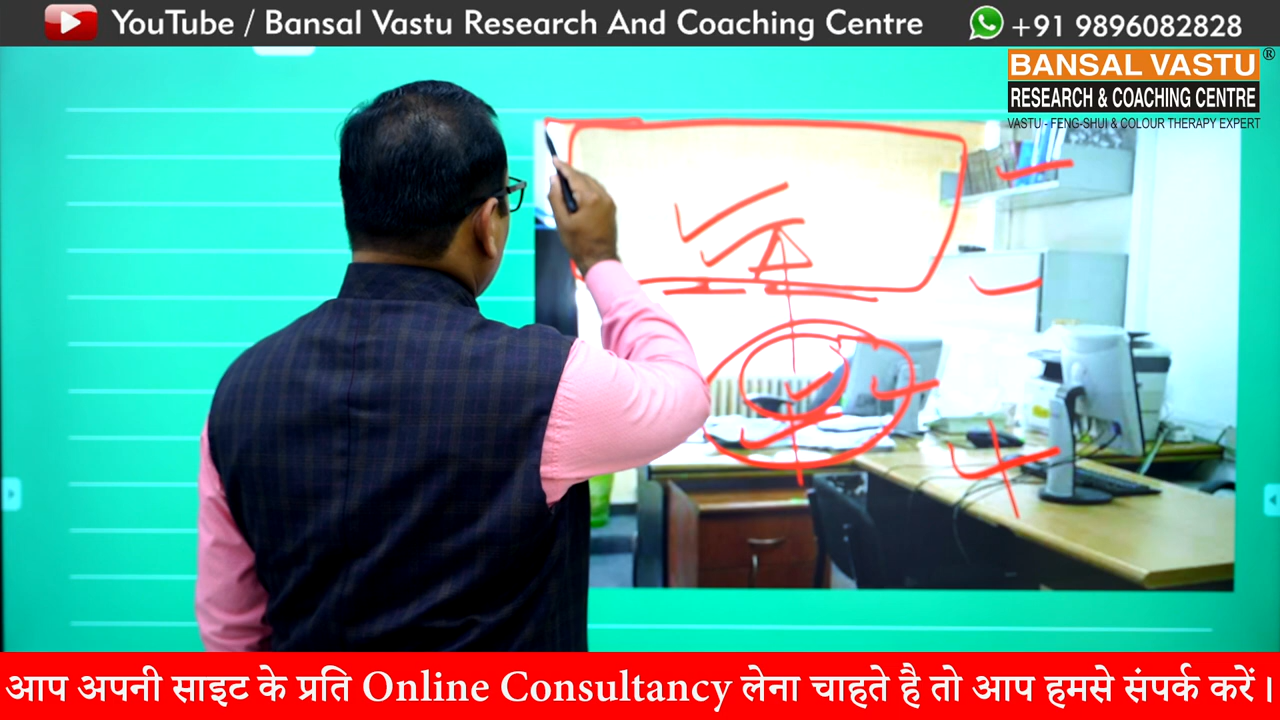 YouTube / Bansal Vastu Research And Coaching Centre
+91 9896082828
BANSAL VASTU®
RESEARCH & COACHING CENTRE
VASTU - FENG-SHUI & COLOUR THERAPY EXPERT
आप अपनी साइट के प्रति Online Consultancy लेना चाहते है तो आप हमसे संपर्क करें।